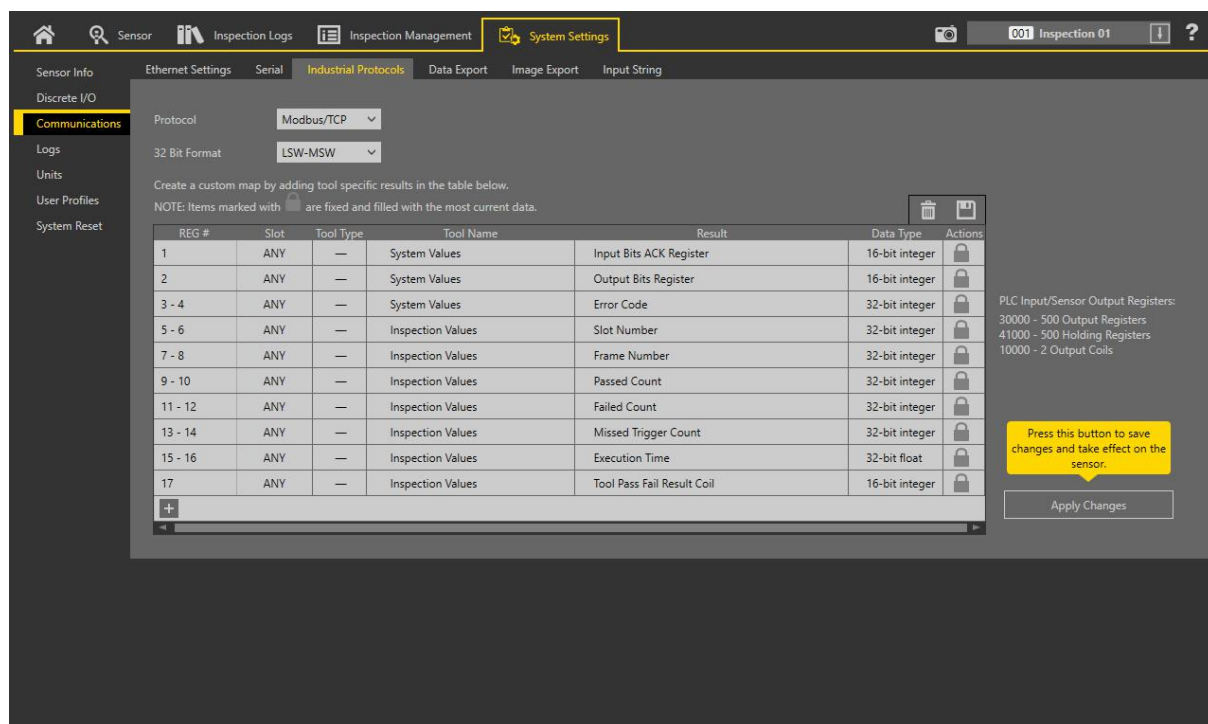 Sensor Inspection Logs Inspection Management System Settings 001 Inspection 01 ?
Sensor Info
Discrete I/O
Communications
Logs
Units
User Profiles
System Reset
Ethernet Settings Serial Industrial Protocols Data Export Image Export Input String
Protocol Modbus/TCP
32 Bit Format LSW-MSW
Create a custom map by adding tool specific results in the table below.
NOTE: Items marked with are fixed and filled with the most current data.
REG # Slot Tool Type Tool Name Result Data Type Actions
1 ANY — System Values Input Bits ACK Register 16-bit integer
2 ANY — System Values Output Bits Register 16-bit integer
3 - 4 ANY — System Values Error Code 32-bit integer
5 - 6 ANY — Inspection Values Slot Number 32-bit integer
7 - 8 ANY — Inspection Values Frame Number 32-bit integer
9 - 10 ANY — Inspection Values Passed Count 32-bit integer
11 - 12 ANY — Inspection Values Failed Count 32-bit integer
13 - 14 ANY — Inspection Values Missed Trigger Count 32-bit integer
15 - 16 ANY — Inspection Values Execution Time 32-bit float
17 ANY — Inspection Values Tool Pass Fail Result Coil 16-bit integer
+
PLC Input/Sensor Output Registers:
30000 - 500 Output Registers
41000 - 500 Holding Registers
10000 - 2 Output Coils
Press this button to save
changes and take effect on the
sensor.
Apply Changes